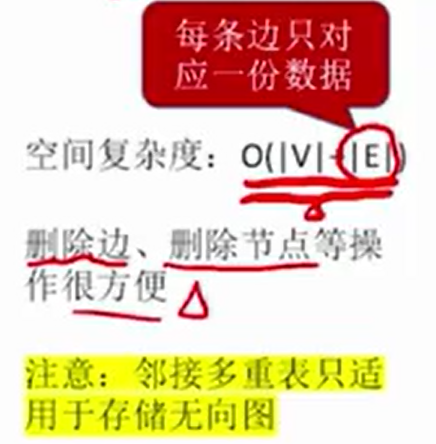 每条边只对
应一份数据
空间复杂度：O(|V|+|E|)
删除边、删除节点等操
作很方便
注意：邻接多重表只适
用于存储无向图